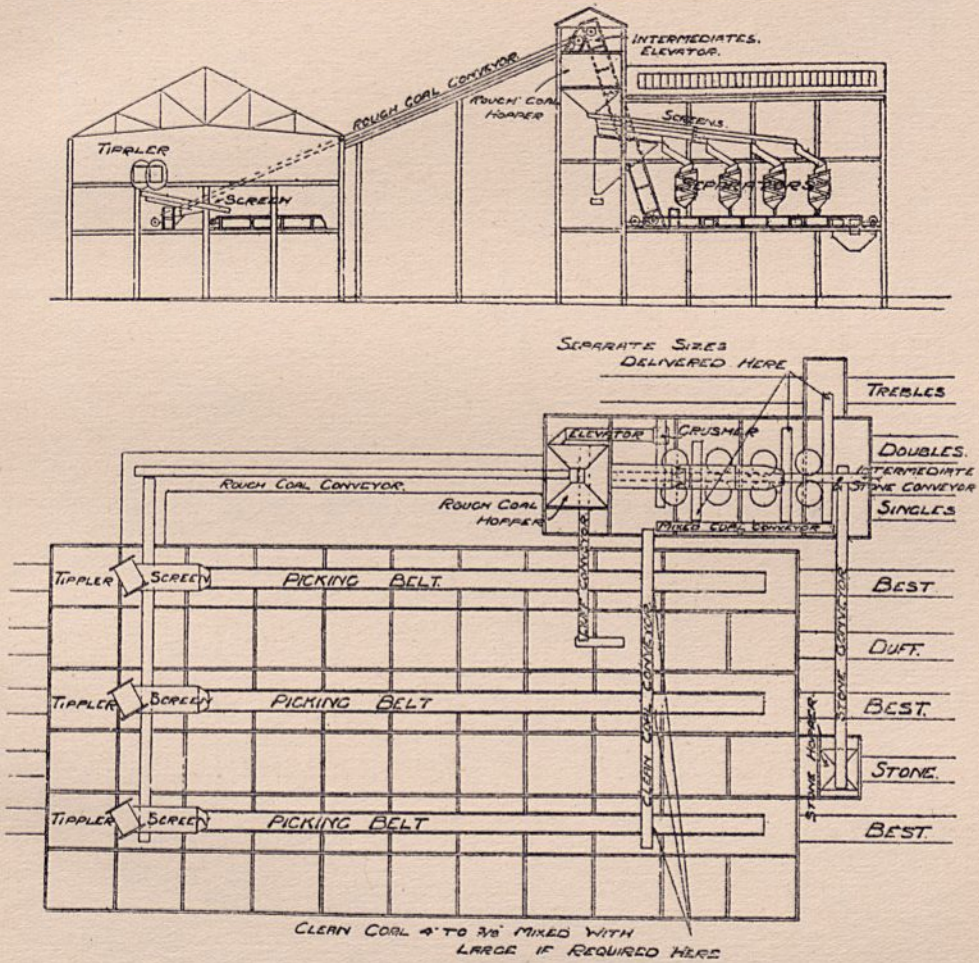 INTERMEDIATES.
ELEVATOR.
ROUGH COAL CONVEYOR
ROUGH COAL
HOPPER
SCREENS.
TIPPLER
SCREEN
SEPARATORS
SEPARATE SIZES
DELIVERED HERE
TREBLES
ELEVATOR
CRUSHER
DOUBLES.
INTERMEDIATE
& STONE CONVEYOR
ROUGH COAL CONVEYOR.
ROUGH COAL
HOPPER
SINGLES
MIXED COAL CONVEYOR
TIPPLER
SCREEN
PICKING BELT.
DUFF CONVEYOR
CLEAN COAL CONVEYOR
STONE CONVEYOR
BEST.
DUFF.
TIPPLER
SCREEN
PICKING BELT
BEST.
STONE HOPPER
STONE.
TIPPLER
SCREEN
PICKING BELT
BEST.
CLEAN COAL 4" TO 3/8" MIXED WITH
LARGE IF REQUIRED HERE